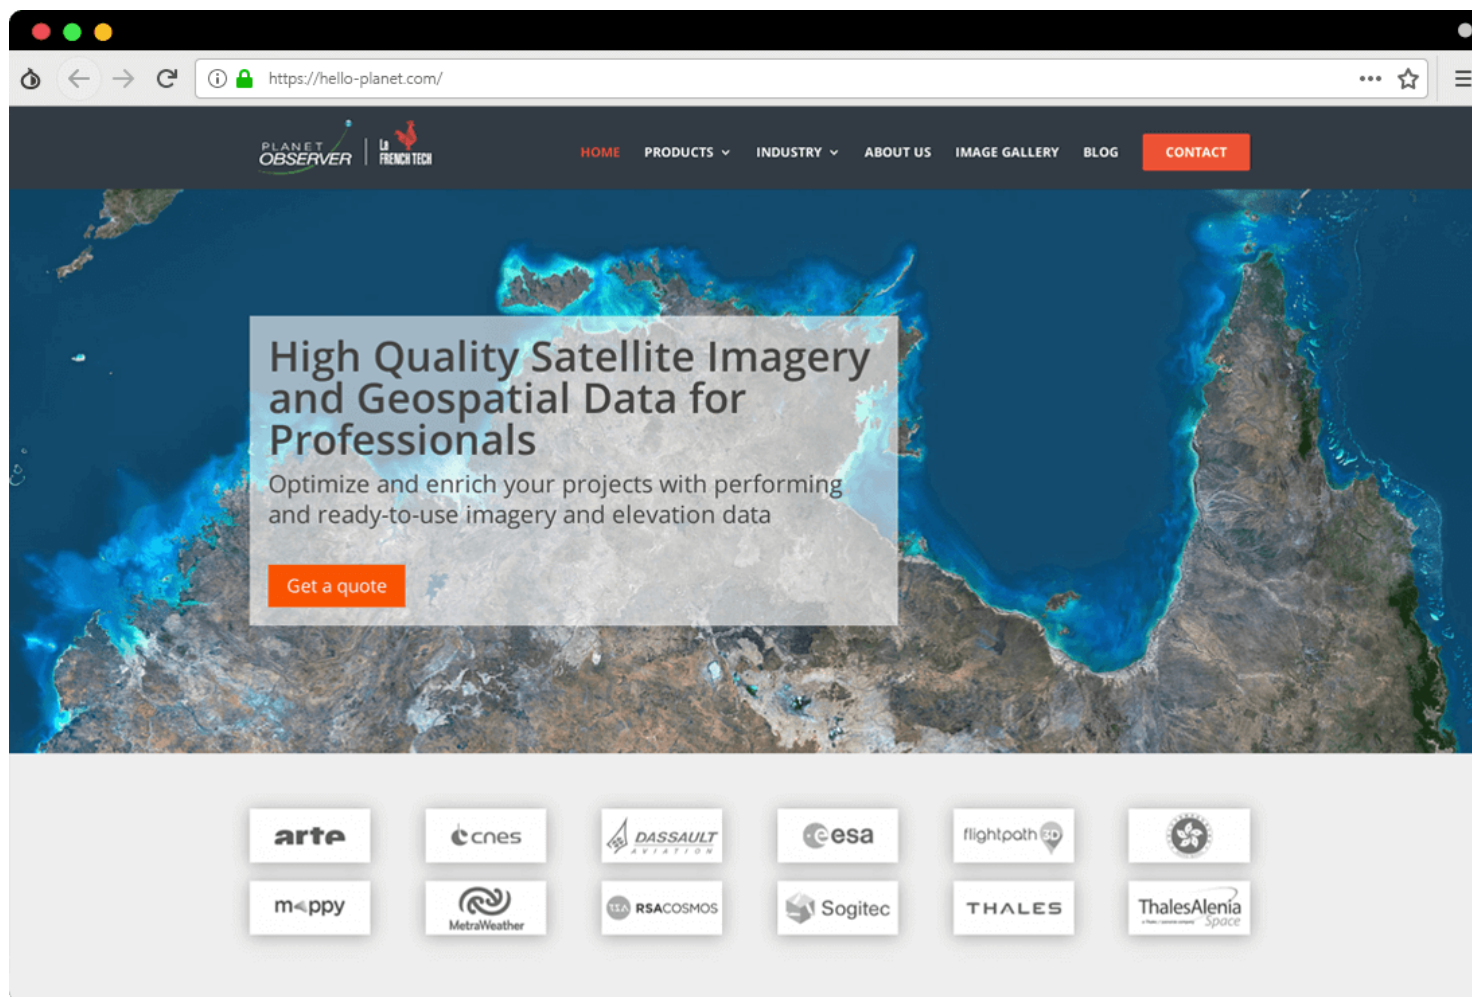 https://hello-planet.com/
PLANET
OBSERVER
La
FRENCH TECH
HOME PRODUCTS INDUSTRY ABOUT US IMAGE GALLERY BLOG CONTACT
High Quality Satellite Imagery
and Geospatial Data for
Professionals
Optimize and enrich your projects with performing
and ready-to-use imagery and elevation data
Get a quote
arte cnes DASSAULT
AVIATION
esa flightpath 3D
mappy MetraWeather RSA RSACOSMOS Sogitec THALES ThalesAlenia
Space